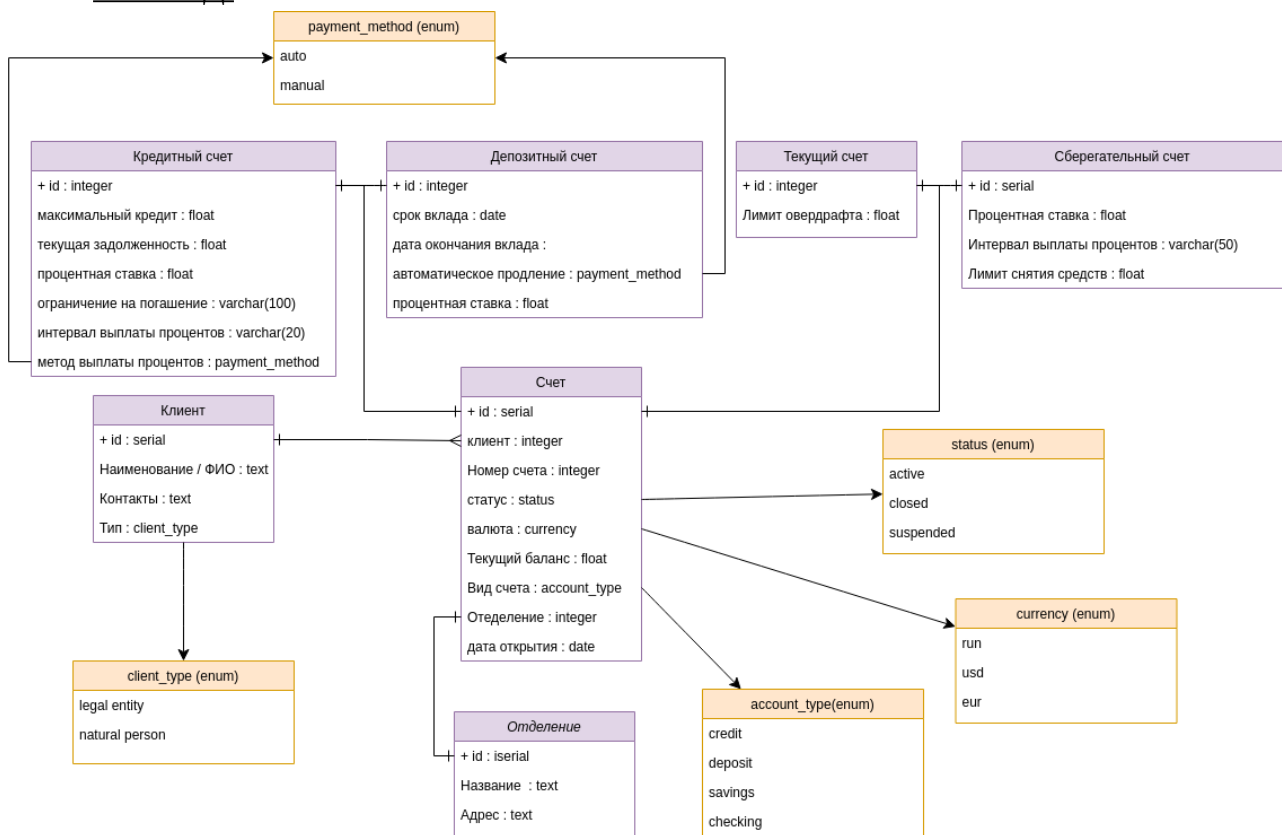 payment_method (enum)
auto
manual
Кредитный счет
+ id : integer
максимальный кредит : float
текущая задолженность : float
процентная ставка : float
ограничение на погашение : varchar(100)
интервал выплаты процентов : varchar(20)
метод выплаты процентов : payment_method
Депозитный счет
+ id : integer
срок вклада : date
дата окончания вклада :
автоматическое продление : payment_method
процентная ставка : float
Текущий счет
+ id : integer
Лимит овердрафта : float
Сберегательный счет
+ id : serial
Процентная ставка : float
Интервал выплаты процентов : varchar(50)
Лимит снятия средств : float
Клиент
+ id : serial
Наименование / ФИО : text
Контакты : text
Тип : client_type
Счет
+ id : serial
клиент : integer
Номер счета : integer
статус : status
валюта : currency
Текущий баланс : float
Вид счета : account_type
Отеделение : integer
дата открытия : date
status (enum)
active
closed
suspended
currency (enum)
run
usd
eur
client_type (enum)
legal entity
natural person
Отделение
+ id : iserial
Название : text
Адрес : text
account_type(enum)
credit
deposit
savings
checking